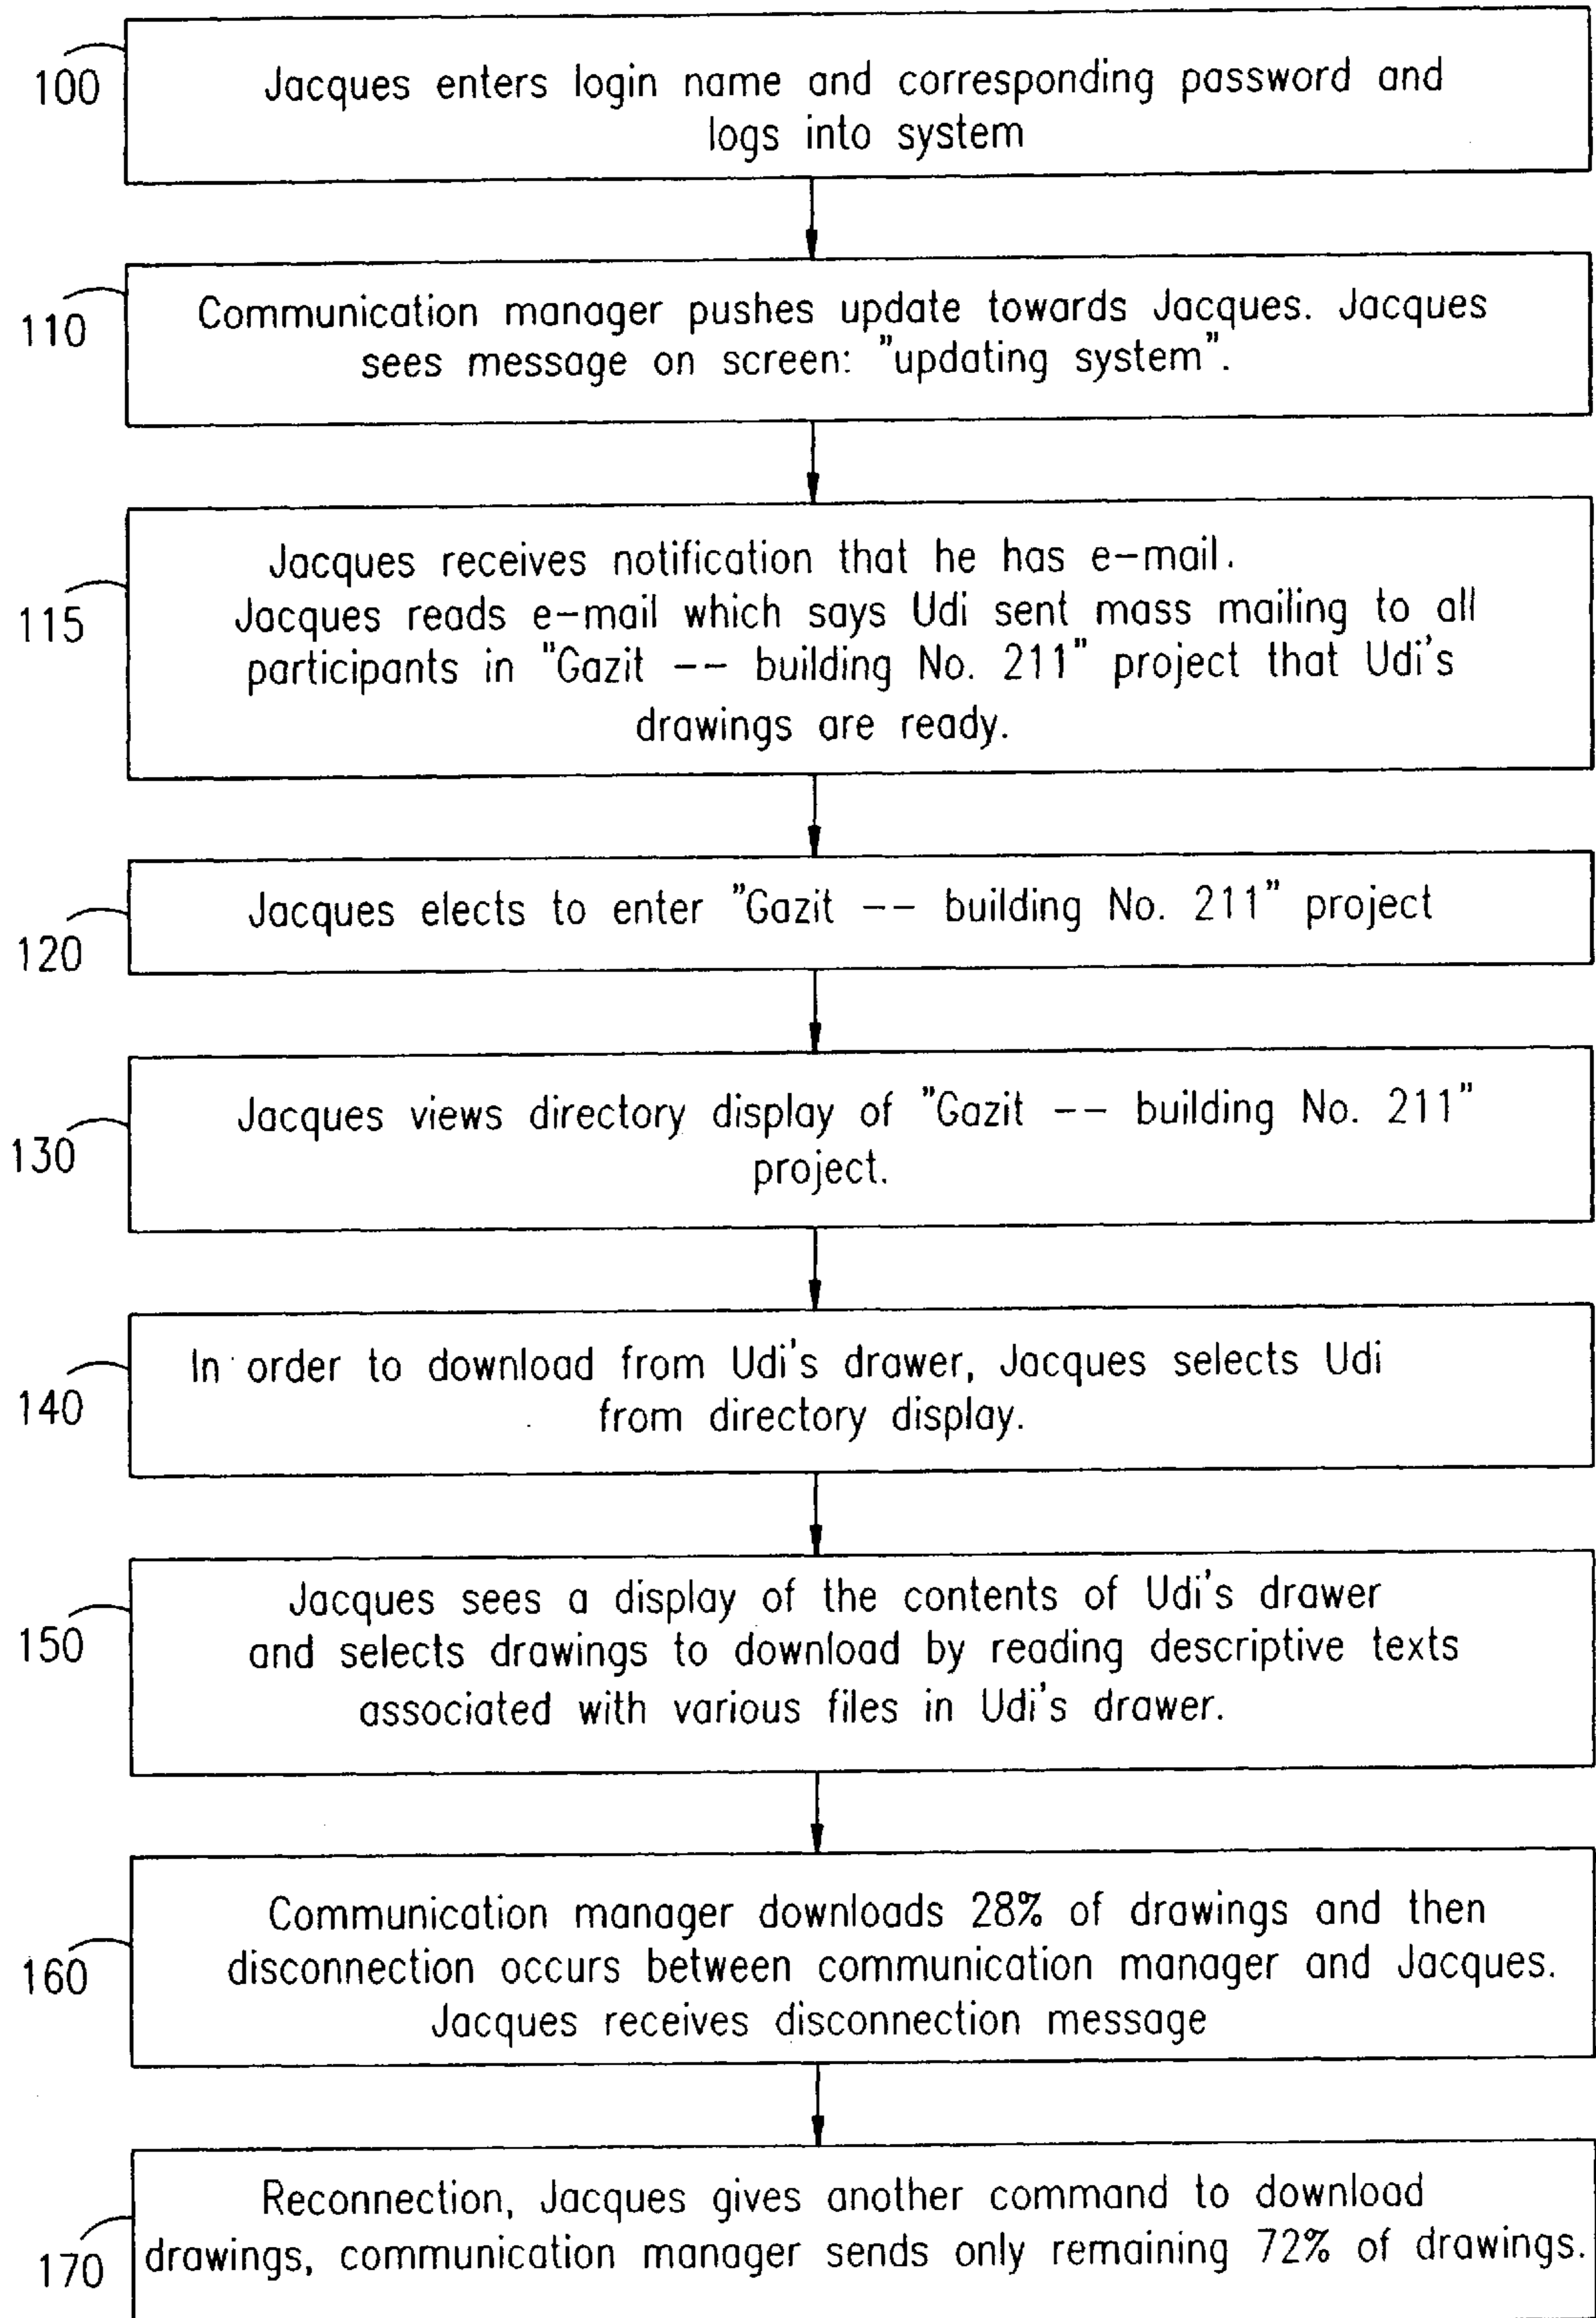 100
Jacques enters login name and corresponding password and
logs into system
110
Communication manager pushes update towards Jacques. Jacques
sees message on screen: "updating system".
115
Jacques receives notification that he has e-mail.
Jacques reads e-mail which says Udi sent mass mailing to all
participants in "Gazit -- building No. 211" project that Udi's
drawings are ready.
120
Jacques elects to enter "Gazit -- building No. 211" project
130
Jacques views directory display of "Gazit -- building No. 211"
project.
140
In order to download from Udi's drawer, Jacques selects Udi
from directory display.
150
Jacques sees a display of the contents of Udi's drawer
and selects drawings to download by reading descriptive texts
associated with various files in Udi's drawer.
160
Communication manager downloads 28% of drawings and then
disconnection occurs between communication manager and Jacques.
Jacques receives disconnection message
170
Reconnection, Jacques gives another command to download
drawings, communication manager sends only remaining 72% of drawings.